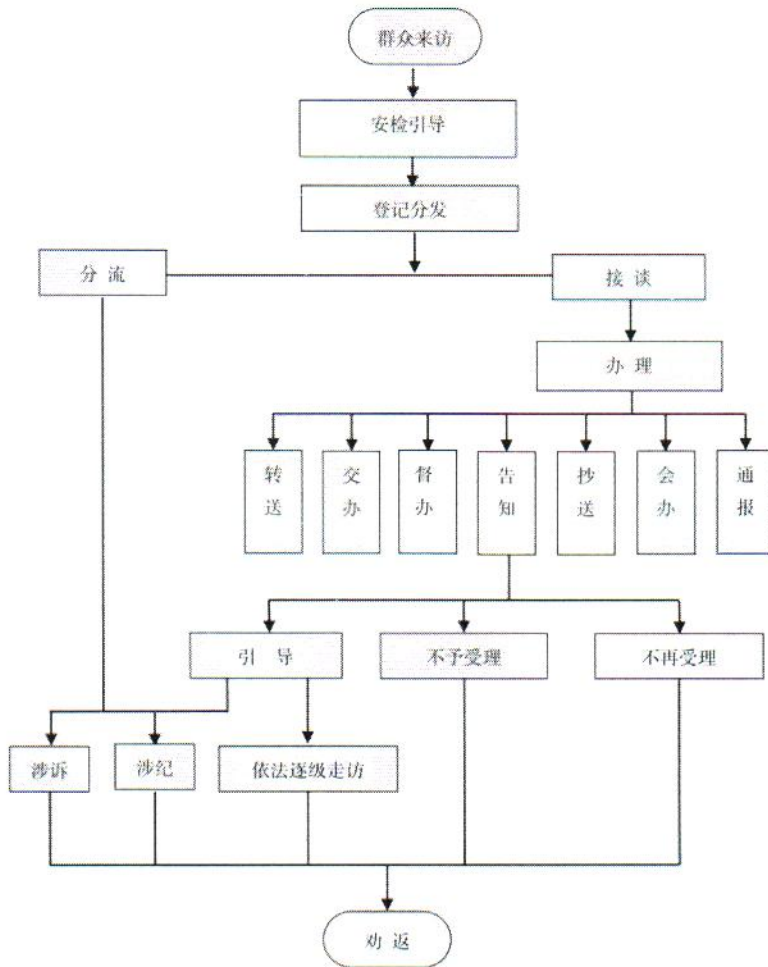 群众来访
安检引导
登记分发
分 流
接 谈
办 理
转送
交办
督办
告知
抄送
会办
通报
引 导
不予受理
不再受理
涉诉
涉纪
依法逐级走访
劝 返